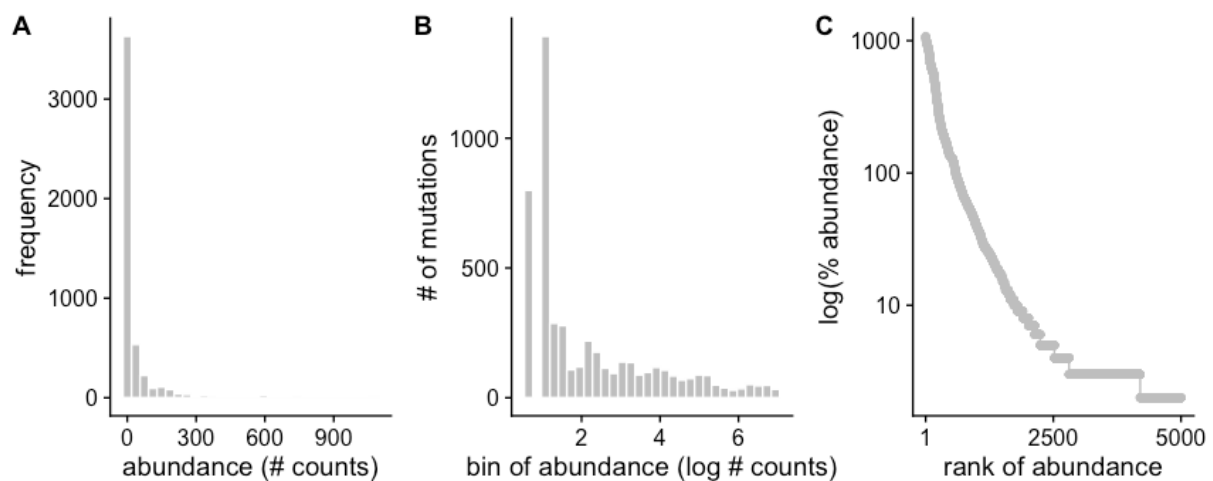 A
frequency
3000
2000
1000
0
0 300 600 900
abundance (# counts)
B
# of mutations
1000
500
0
2 4 6
bin of abundance (log # counts)
C
log(% abundance)
1000
100
10
1 2500 5000
rank of abundance